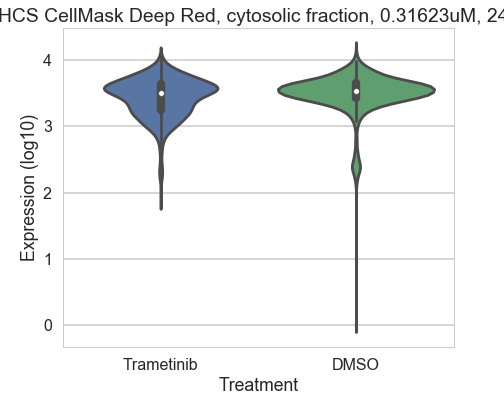 HCS CellMask Deep Red, cytosolic fraction, 0.31623uM, 24
4
3
2
1
0
Expression (log10)
Trametinib DMSO
Treatment